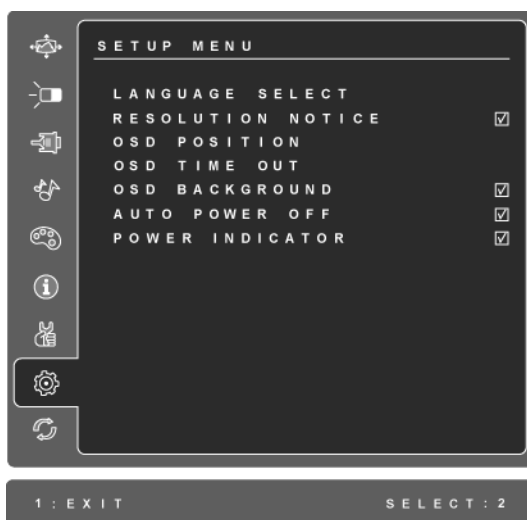 SETUP MENU
LANGUAGE SELECT
RESOLUTION NOTICE
OSD POSITION
OSD TIME OUT
OSD BACKGROUND
AUTO POWER OFF
POWER INDICATOR
1:EXIT SELECT:2